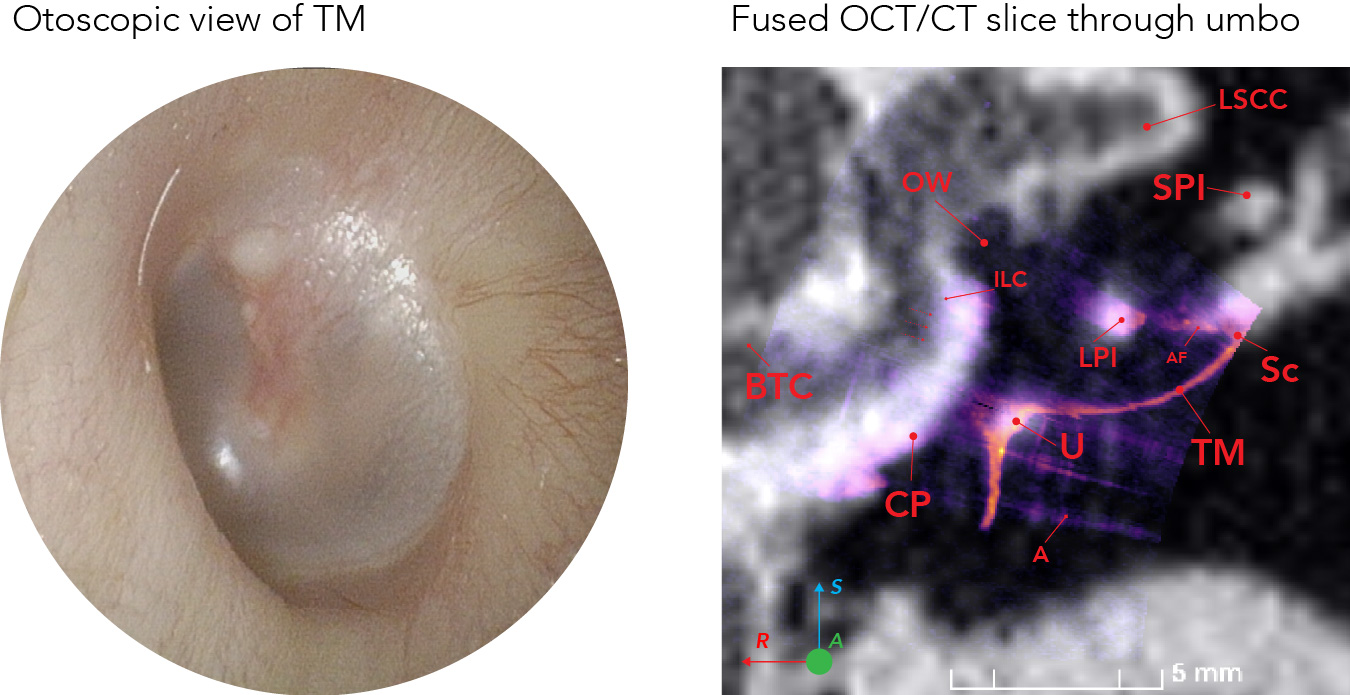 Otoscopic view of TM
Fused OCT/CT slice through umbo
LSCC
SPI
OW
ILC
LPI
AF
Sc
BTC
U
TM
CP
A
S
R
A
5 mm